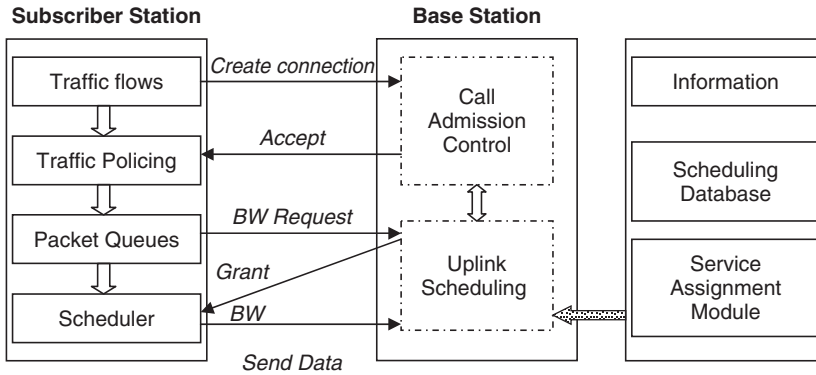 Subscriber Station
Base Station
Traffic flows
Create connection
Call
Admission
Control
Information
Traffic Policing
Accept
Scheduling
Database
Packet Queues
BW Request
Uplink
Scheduling
Service
Assignment
Module
Grant
Scheduler
BW
Send Data